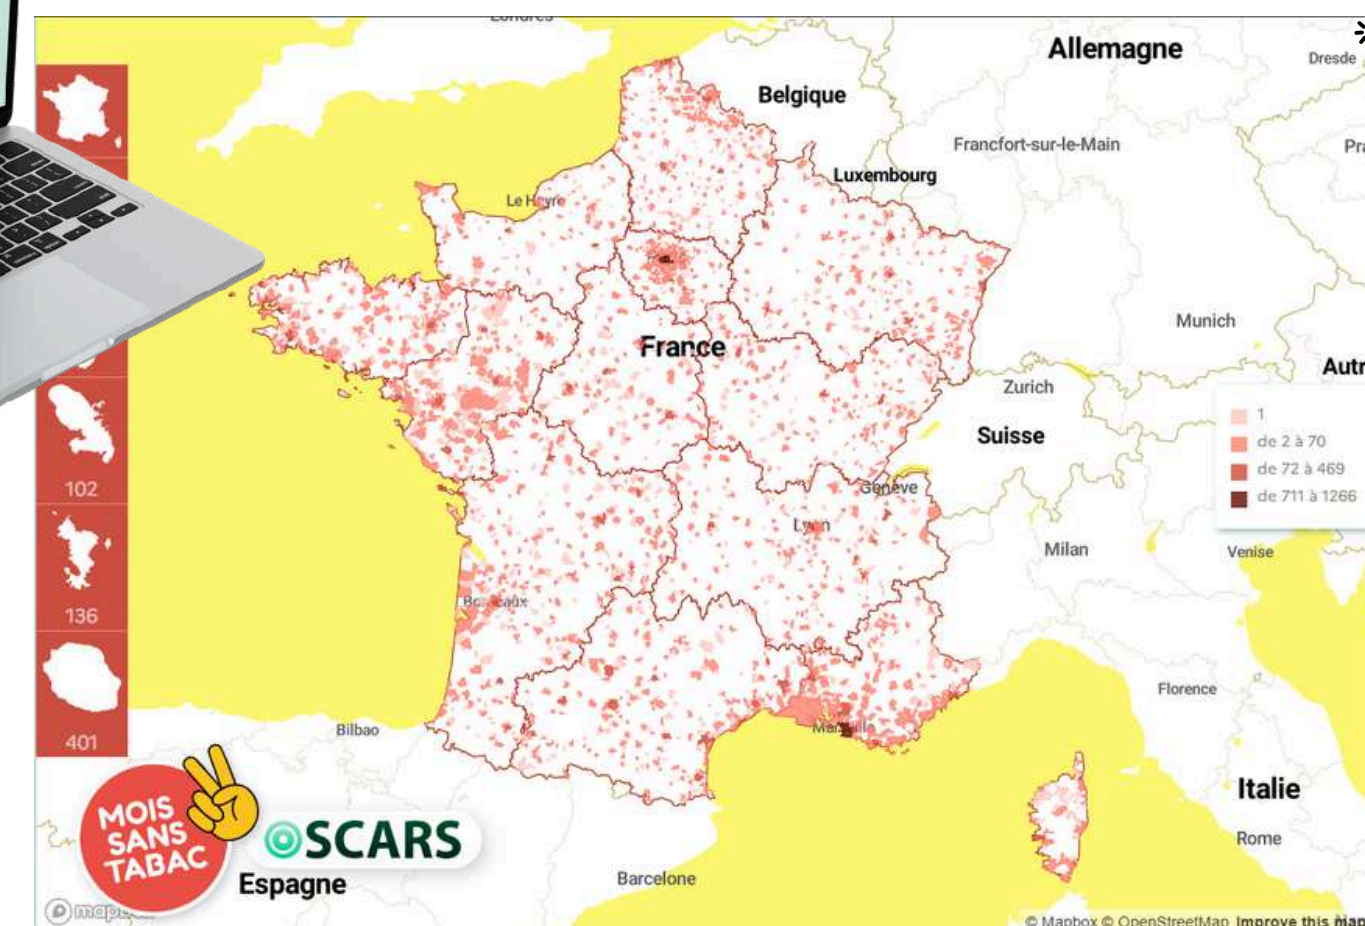 Londres
Allemagne
Dresde
Belgique
Francfort-sur-le-Main
Luxembourg
Le Havre
Munich
France
Zurich
Suisse
1
de 2 à 70
de 72 à 469
de 711 à 1266
102
Genève
Lyon
Milan
Venise
136
Bordeaux
Florence
Bilbao
Marseille
401
MOIS
SANS
TABAC
OSCARS
Italie
Rome
Espagne
Barcelone
mapbox
© Mapbox © OpenStreetMap Improve this map